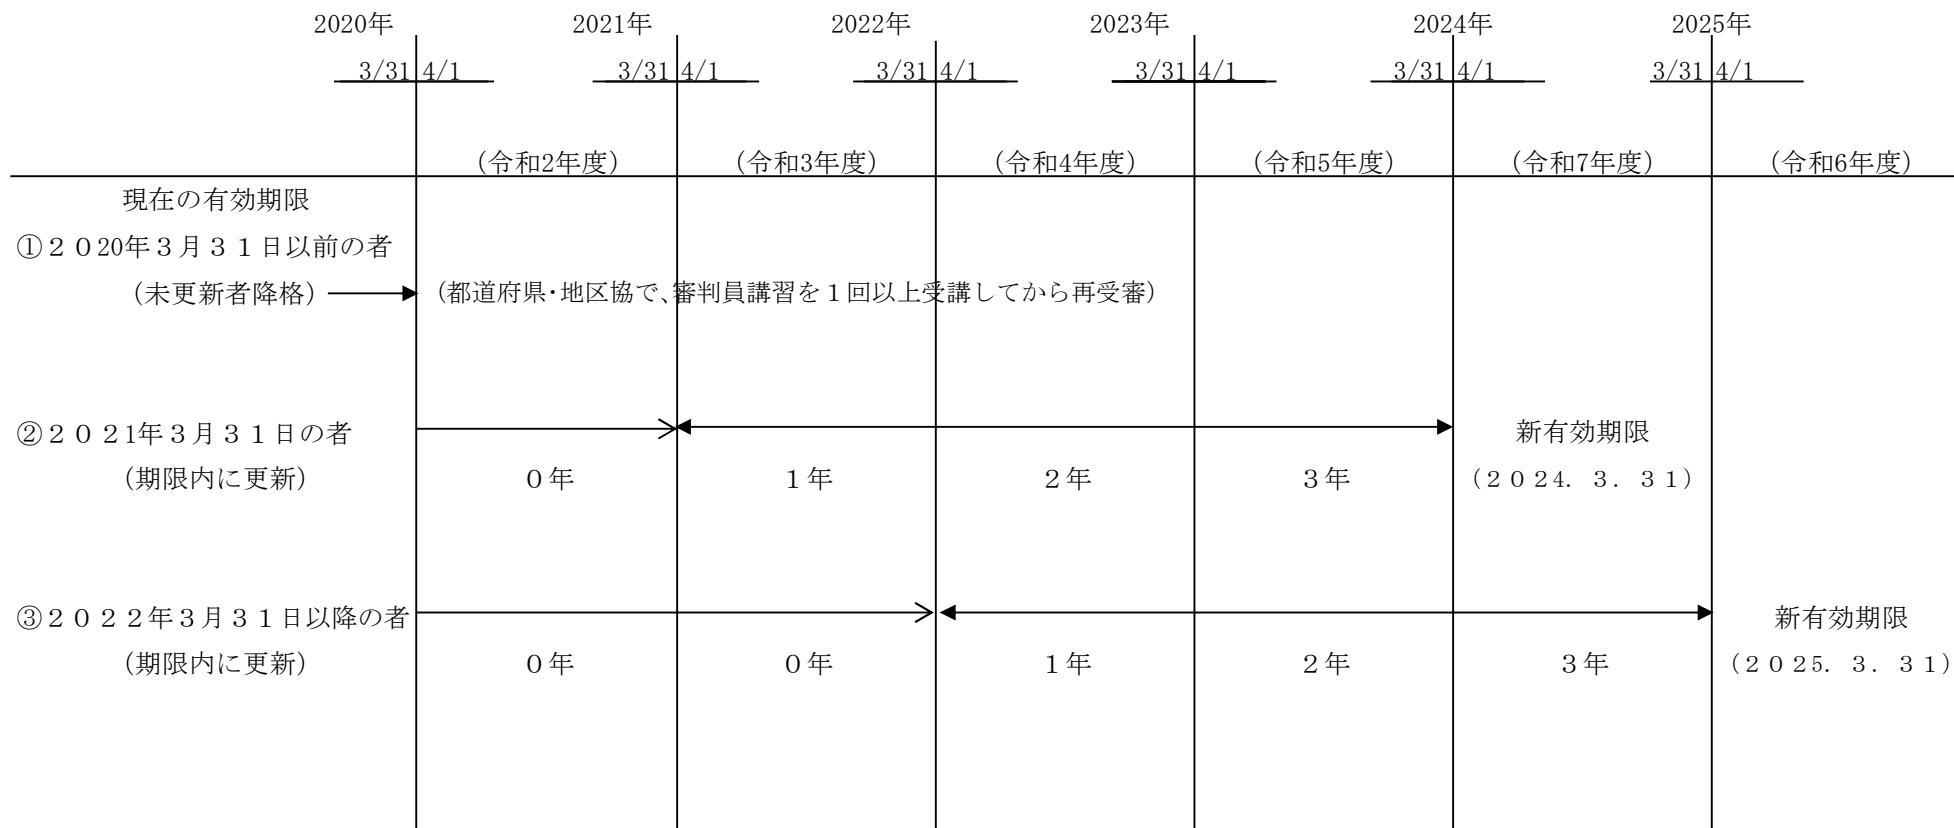 2020年 2021年 2022年 2023年 2024年 2025年
3/31 4/1 3/31 4/1 3/31 4/1 3/31 4/1 3/31 4/1 3/31 4/1
(令和2年度) (令和3年度) (令和4年度) (令和5年度) (令和7年度) (令和6年度)
現在の有効期限
①２０20年３月３１日以前の者
(未更新者降格) (都道府県・地区協で、審判員講習を１回以上受講してから再受審)
②２０２1年３月３１日の者 新有効期限
(期限内に更新) ０年 １年 ２年 ３年 (２０２4．３．３１)
③２０２２年３月３１日以降の者 新有効期限
(期限内に更新) ０年 ０年 １年 ２年 ３年 (２０２5．３．３１)